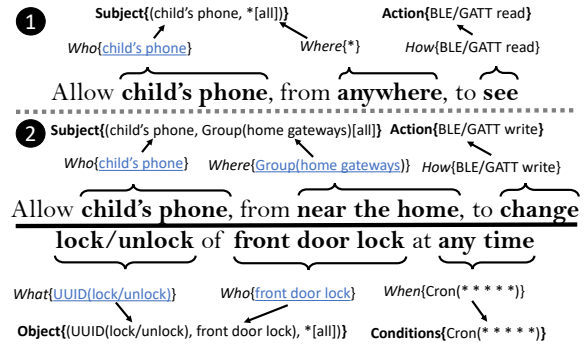 1 Subject{(child's phone, *[all])} Action{BLE/GATT read}
Who{child's phone} Where{*} How{BLE/GATT read}
Allow child's phone, from anywhere, to see
2 Subject{(child's phone, Group(home gateways)[all]} Action{BLE/GATT write}
Who{child's phone} Where{Group(home gateways)} How{BLE/GATT write}
Allow child's phone, from near the home, to change
lock/unlock of front door lock at any time
What{UUID(lock/unlock)} Who{front door lock} When{Cron(* * * * *)}
Object{(UUID(lock/unlock), front door lock), *[all])} Conditions{Cron(* * * * *)}